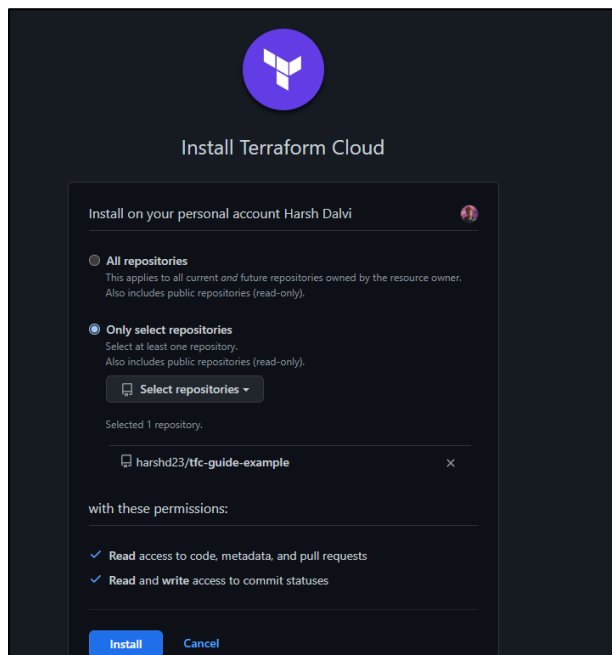 Install Terraform Cloud
Install on your personal account Harsh Dalvi
All repositories
This applies to all current and future repositories owned by the resource owner.
Also includes public repositories (read-only).
Only select repositories
Select at least one repository.
Also includes public repositories (read-only).
Select repositories
Selected 1 repository.
harshd23/tfc-guide-example
with these permissions:
Read access to code, metadata, and pull requests
Read and write access to commit statuses
Install Cancel